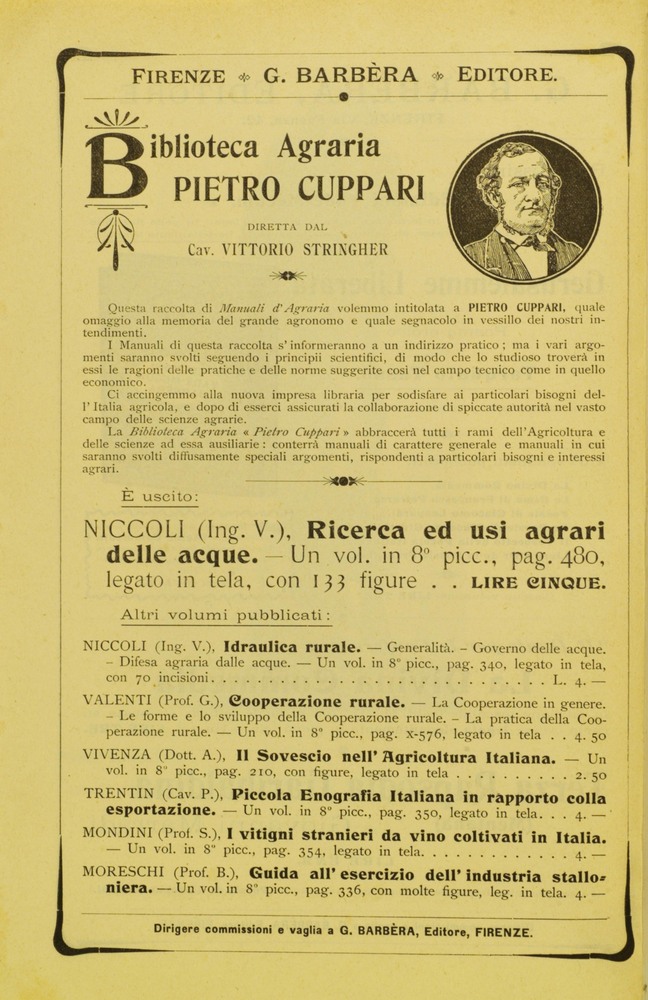 FIRENZE G. BARBÈRA EDITORE.
Biblioteca Agraria
PIETRO CUPPARI
DIRETTA DAL
Cav. VITTORIO STRINGHER
Questa raccolta di Manuali d'Agraria volemmo intitolata a PIETRO CUPPARI, quale
omaggio alla memoria del grande agronomo e quale segnacolo in vessillo dei nostri in-
tendimenti.
I Manuali di questa raccolta s'informeranno a un indirizzo pratico; ma i vari argo-
menti saranno svolti seguendo i principii scientifici, di modo che lo studioso troverà in
essi le ragioni delle pratiche e delle norme suggerite così nel campo tecnico come in quello
economico.
Ci accingemmo alla nuova impresa libraria per sodisfare ai particolari bisogni del-
l'Italia agricola, e dopo di esserci assicurati la collaborazione di spiccate autorità nel vasto
campo delle scienze agrarie.
La Biblioteca Agraria « Pietro Cuppari » abbraccerà tutti i rami dell'Agricoltura e
delle scienze ad essa ausiliarie: conterrà manuali di carattere generale e manuali in cui
saranno svolti diffusamente speciali argomenti, rispondenti a particolari bisogni e interessi
agrari.
È uscito:
NICCOLI (Ing. V.), Ricerca ed usi agrari
delle acque. — Un vol. in 8° picc., pag. 480,
legato in tela, con 133 figure . . LIRE CINQUE.
Altri volumi pubblicati:
NICCOLI (Ing. V.), Idraulica rurale. — Generalità. – Governo delle acque.
– Difesa agraria dalle acque. — Un vol. in 8° picc., pag. 340, legato in tela,
con 70 incisioni. . . . . . . . . . . . . . . . . . . . . . . . . . . . L. 4. —
VALENTI (Prof. G.), Cooperazione rurale. — La Cooperazione in genere.
– Le forme e lo sviluppo della Cooperazione rurale. – La pratica della Coo-
perazione rurale. — Un vol. in 8° picc., pag. X-576, legato in tela . . 4. 50
VIVENZA (Dott. A.), Il Sovescio nell'Agricoltura Italiana. — Un
vol. in 8° picc., pag. 210, con figure, legato in tela . . . . . . . . . . 2. 50
TRENTIN (Cav. P.), Piccola Enografia Italiana in rapporto colla
esportazione. — Un vol. in 8° picc., pag. 350, legato in tela. . . 4. —
MONDINI (Prof. S.), I vitigni stranieri da vino coltivati in Italia.
— Un vol. in 8° picc., pag. 354, legato in tela. . . . . . . . . . . . . 4. —
MORESCHI (Prof. B.), Guida all'esercizio dell'industria stallo-
niera. — Un vol. in 8° picc., pag. 336, con molte figure, leg. in tela. 4. —
Dirigere commissioni e vaglia a G. BARBÈRA, Editore, FIRENZE.